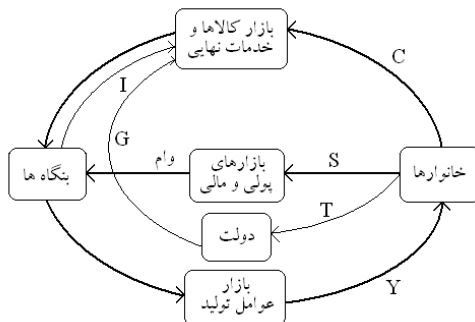 بازار کالاها و
خدمات نهایی
C
I
G
وام
بازارهای
پولی و مالی
S
خانوارها
بنگاه ها
T
دولت
بازار
عوامل تولید
Y